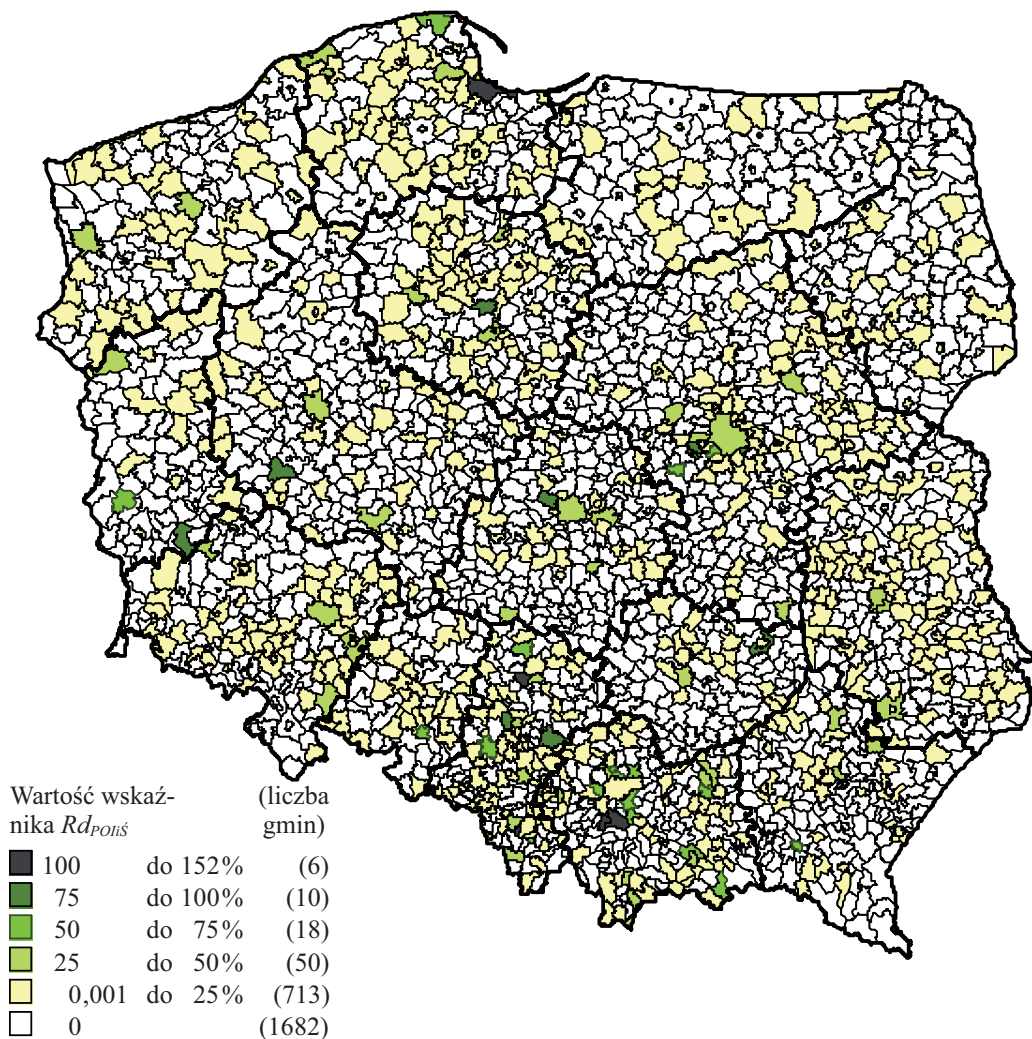 Wartość wskaź- (liczba
nika Rd_POIiŚ gmin)
100 do 152% (6)
75 do 100% (10)
50 do 75% (18)
25 do 50% (50)
0,001 do 25% (713)
0 (1682)